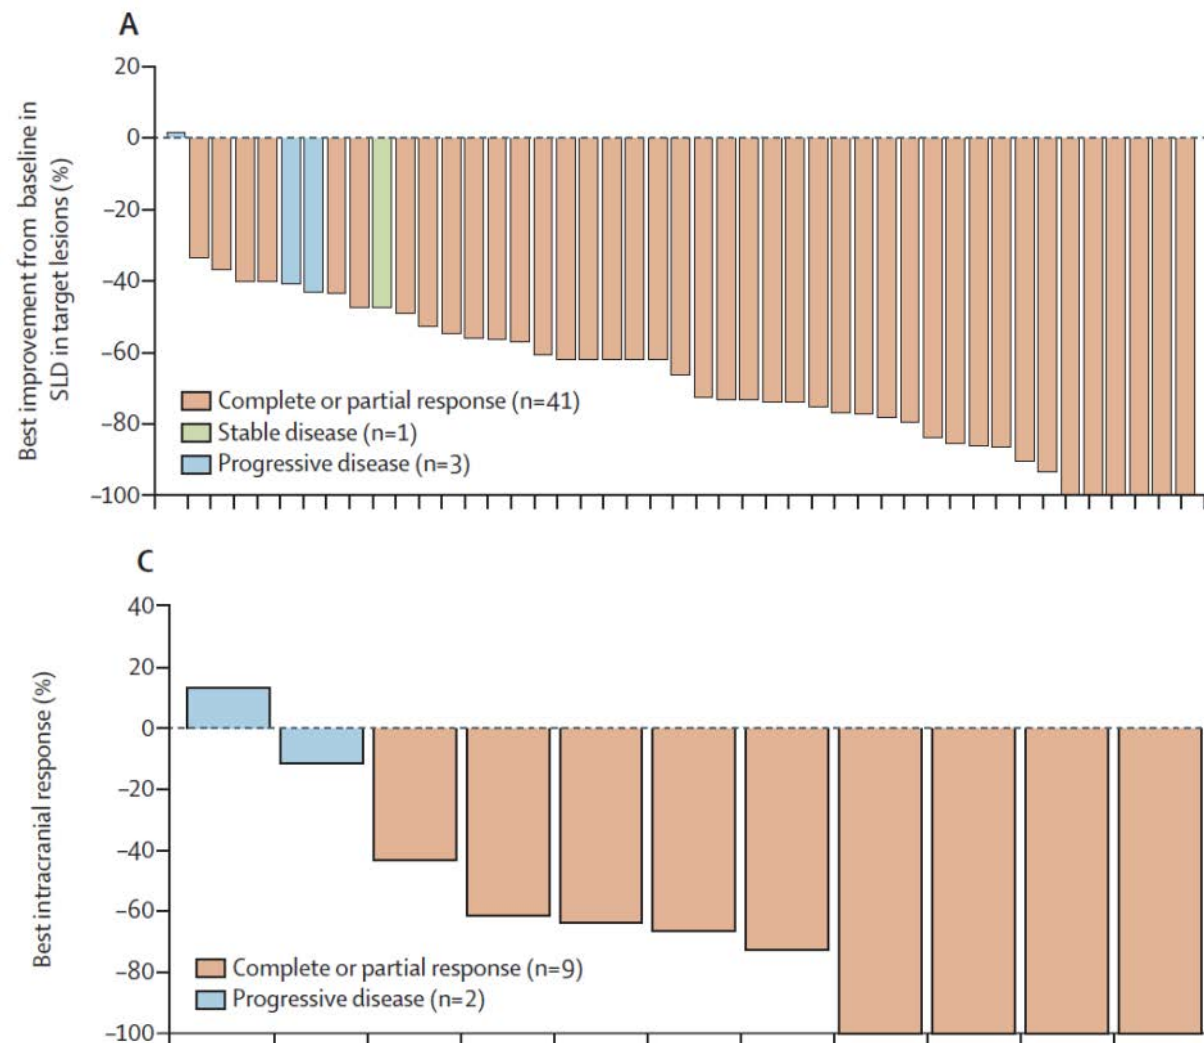 A
Best improvement from baseline in
SLD in target lesions (%)
20
0
–20
–40
–60
–80
–100
Complete or partial response (n=41)
Stable disease (n=1)
Progressive disease (n=3)
C
Best intracranial response (%)
40
20
0
–20
–40
–60
–80
–100
Complete or partial response (n=9)
Progressive disease (n=2)